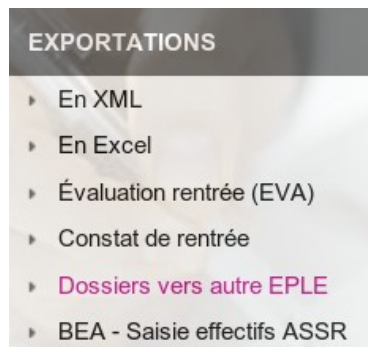 EXPORTATIONS
En XML
En Excel
Évaluation rentrée (EVA)
Constat de rentrée
Dossiers vers autre EPLE
BEA - Saisie effectifs ASSR